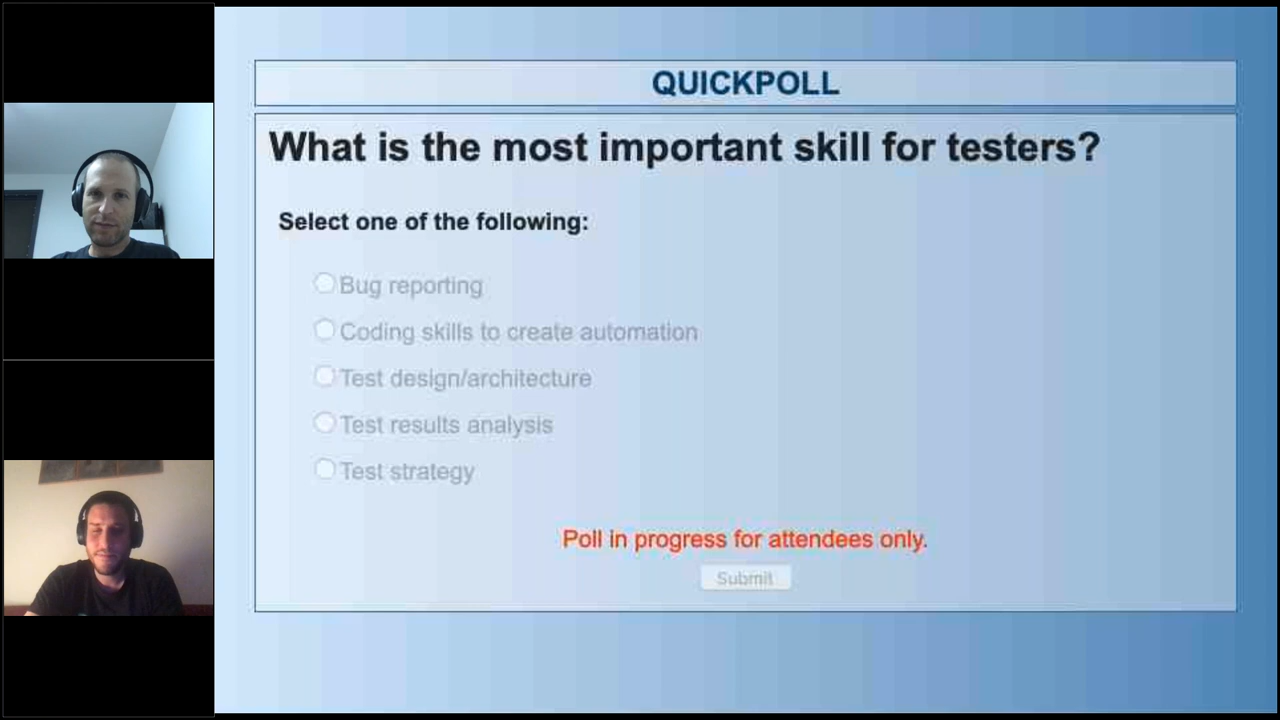 QUICKPOLL
What is the most important skill for testers?
Select one of the following:
Bug reporting
Coding skills to create automation
Test design/architecture
Test results analysis
Test strategy
Poll in progress for attendees only.
Submit